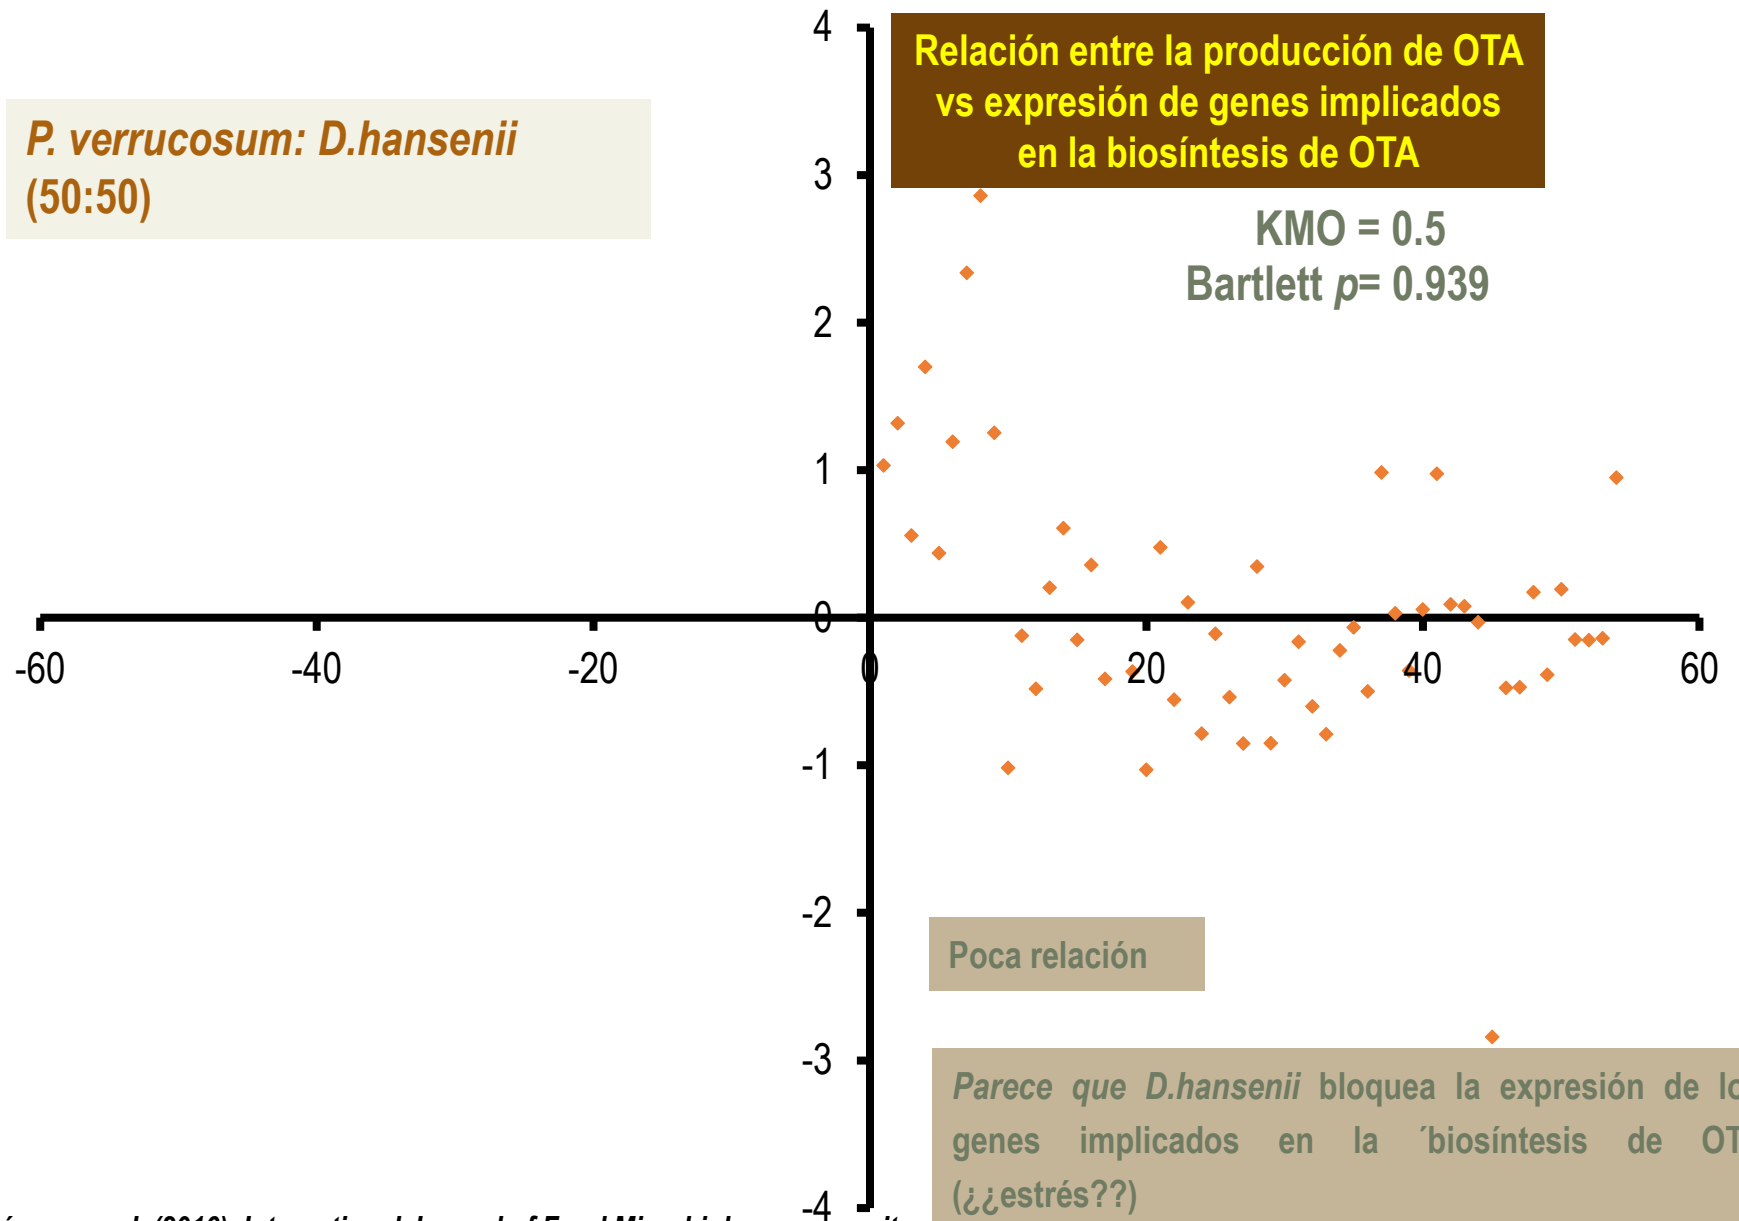 Relación entre la producción de OTA
vs expresión de genes implicados
en la biosíntesis de OTA
P. verrucosum: D.hansenii
(50:50)
KMO = 0.5
Bartlett p= 0.939
4
3
2
1
0
-1
-2
-3
-4
-60
-40
-20
0
20
40
60
Poca relación
Parece que D.hansenii bloquea la expresión de lo
genes implicados en la ´biosíntesis de OT
(¿¿estrés??)